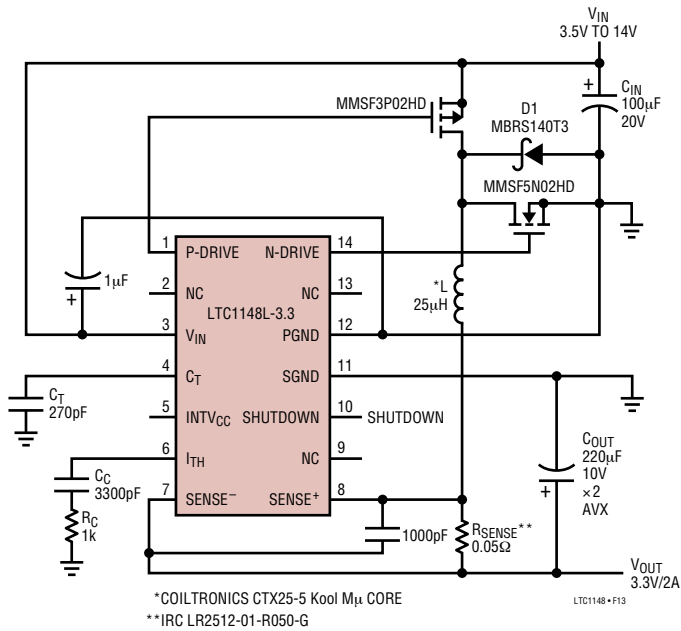 VIN
3.5V TO 14V
MMSF3P02HD
+
CIN
100µF
20V
D1
MBRS140T3
MMSF5N02HD
1µF
+
1
P-DRIVE
N-DRIVE
14
2
NC
NC
13
LTC1148L-3.3
3
VIN
PGND
12
4
CT
SGND
11
5
INTVCC
SHUTDOWN
10
SHUTDOWN
6
ITH
NC
9
7
SENSE–
SENSE+
8
*L
25µH
CT
270pF
CC
3300pF
RC
1k
1000pF
RSENSE**
0.05Ω
COUT
220µF
10V
×2
AVX
+
VOUT
3.3V/2A
*COILTRONICS CTX25-5 Kool Mµ CORE
**IRC LR2512-01-R050-G
LTC1148 • F13